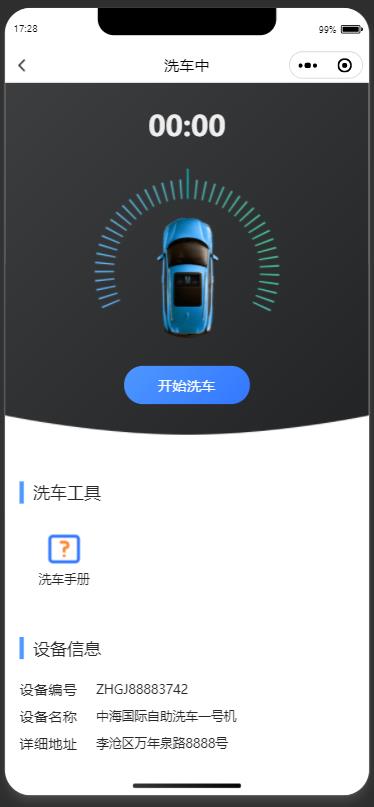 17:28
99%
洗车中
00:00
开始洗车
洗车工具
?
洗车手册
设备信息
设备编号 ZHGJ88883742
设备名称 中海国际自助洗车一号机
详细地址 李沧区万年泉路8888号